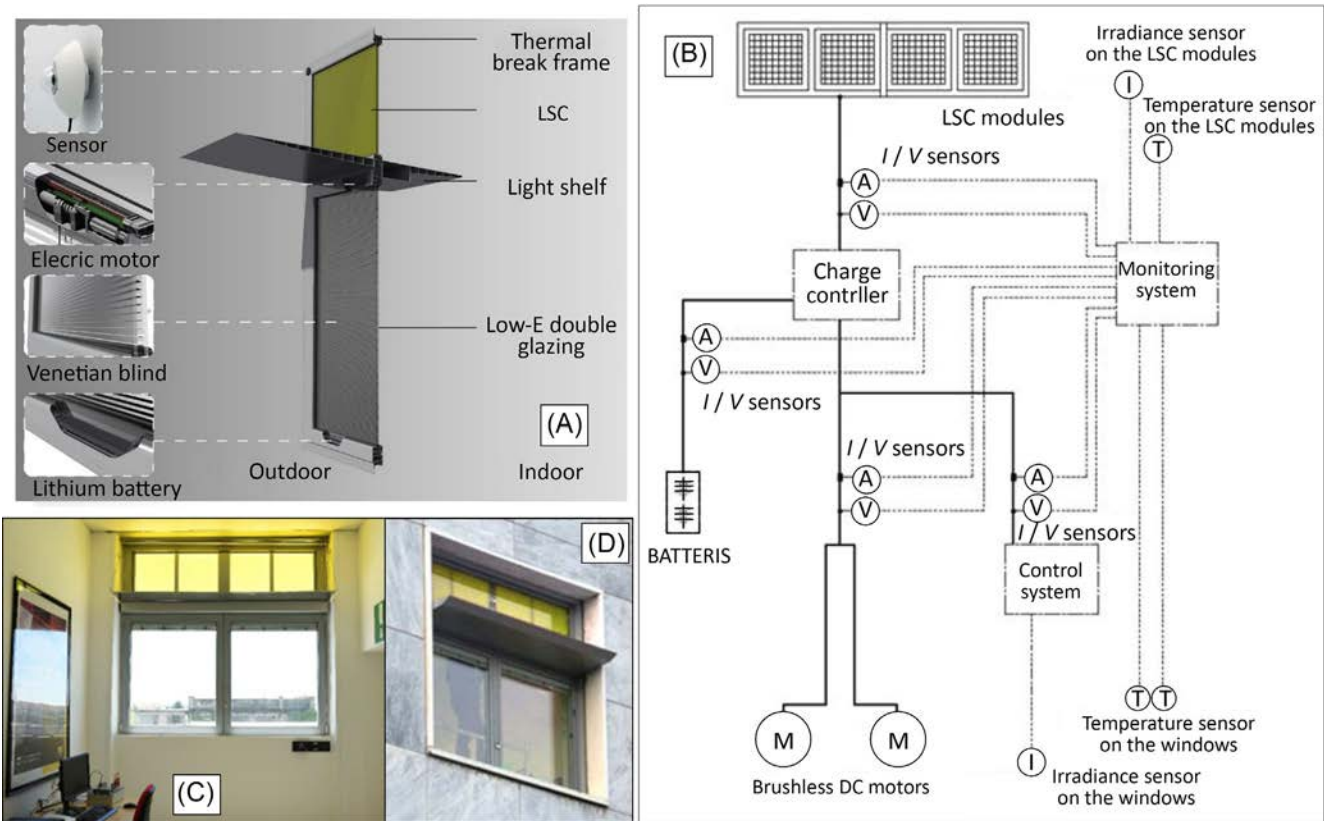 Sensor
Elecric motor
Venetian blind
Lithium battery
Thermal
break frame
LSC
Light shelf
Low-E double
glazing
(A)
Outdoor
Indoor
(C)
(D)
(B)
LSC modules
Irradiance sensor
on the LSC modules
I
Temperature sensor
on the LSC modules
T
I / V sensors
A
V
Charge
contrller
Monitoring
system
A
V
I / V sensors
BATTERIS
I / V sensors
A
V
A
V
I / V sensors
Control
system
M
M
Brushless DC motors
T T
Temperature sensor
on the windows
I
Irradiance sensor
on the windows